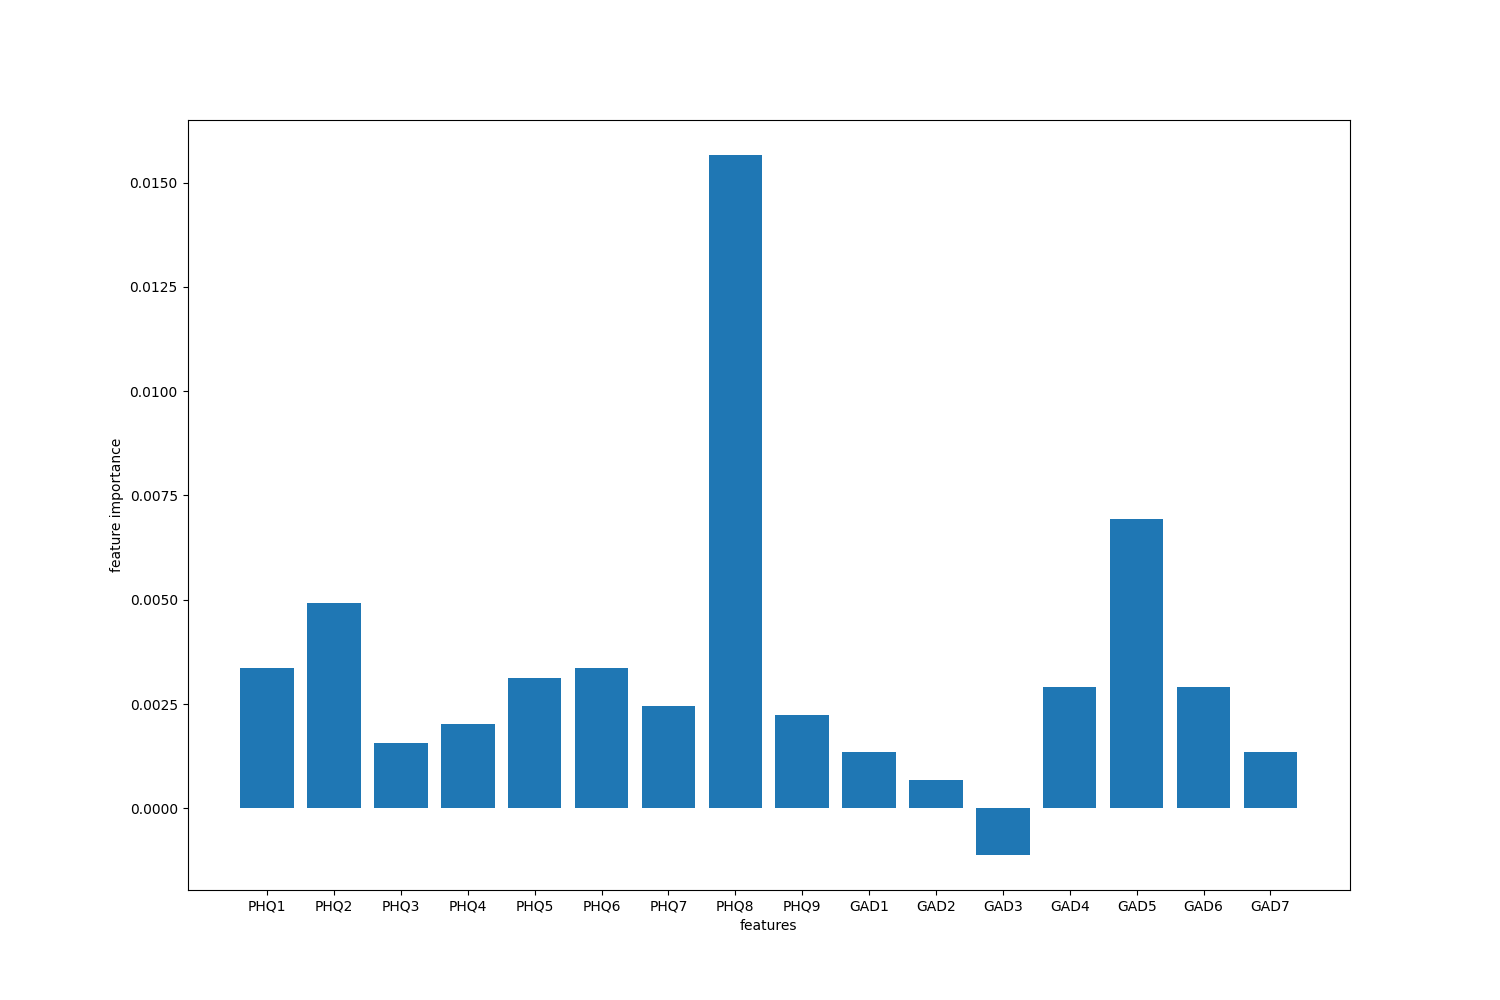 0.0150
0.0125
0.0100
0.0075
0.0050
0.0025
0.0000
feature importance
PHQ1 PHQ2 PHQ3 PHQ4 PHQ5 PHQ6 PHQ7 PHQ8 PHQ9 GAD1 GAD2 GAD3 GAD4 GAD5 GAD6 GAD7
features